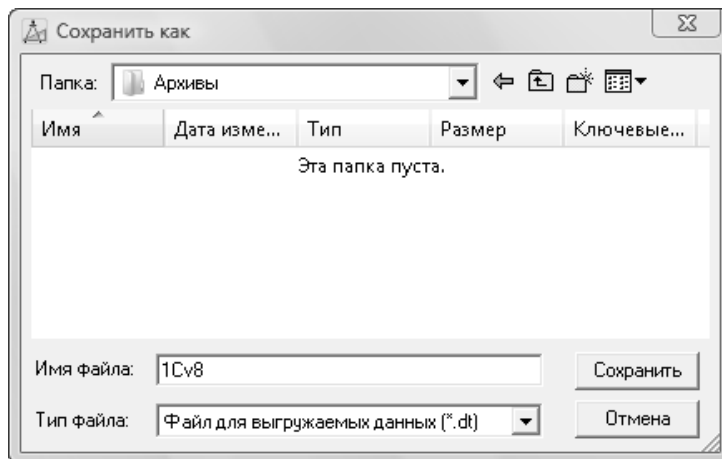 Сохранить как
Папка: Архивы
Имя Дата изме... Тип Размер Ключевые...
Эта папка пуста.
Имя файла: 1Cv8 Сохранить
Тип файла: Файл для выгружаемых данных (*.dt) Отмена